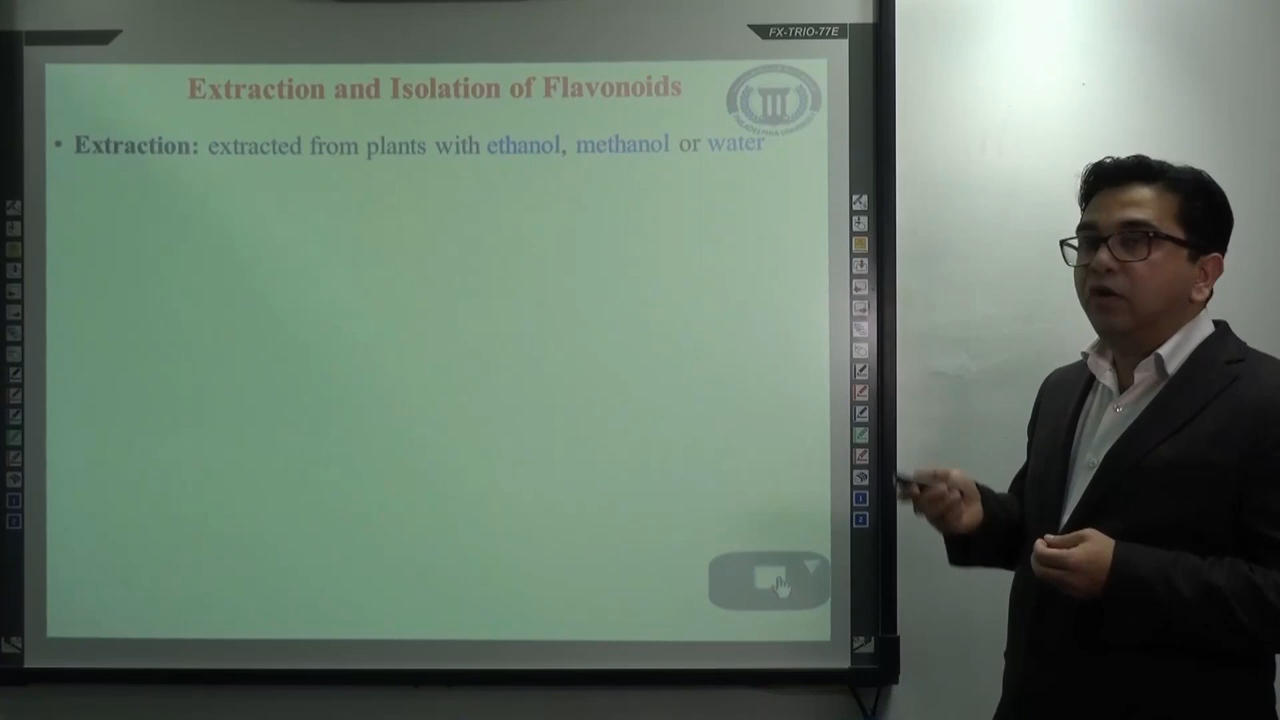 FX-TRIO-77E
Extraction and Isolation of Flavonoids
• Extraction: extracted from plants with ethanol, methanol or water